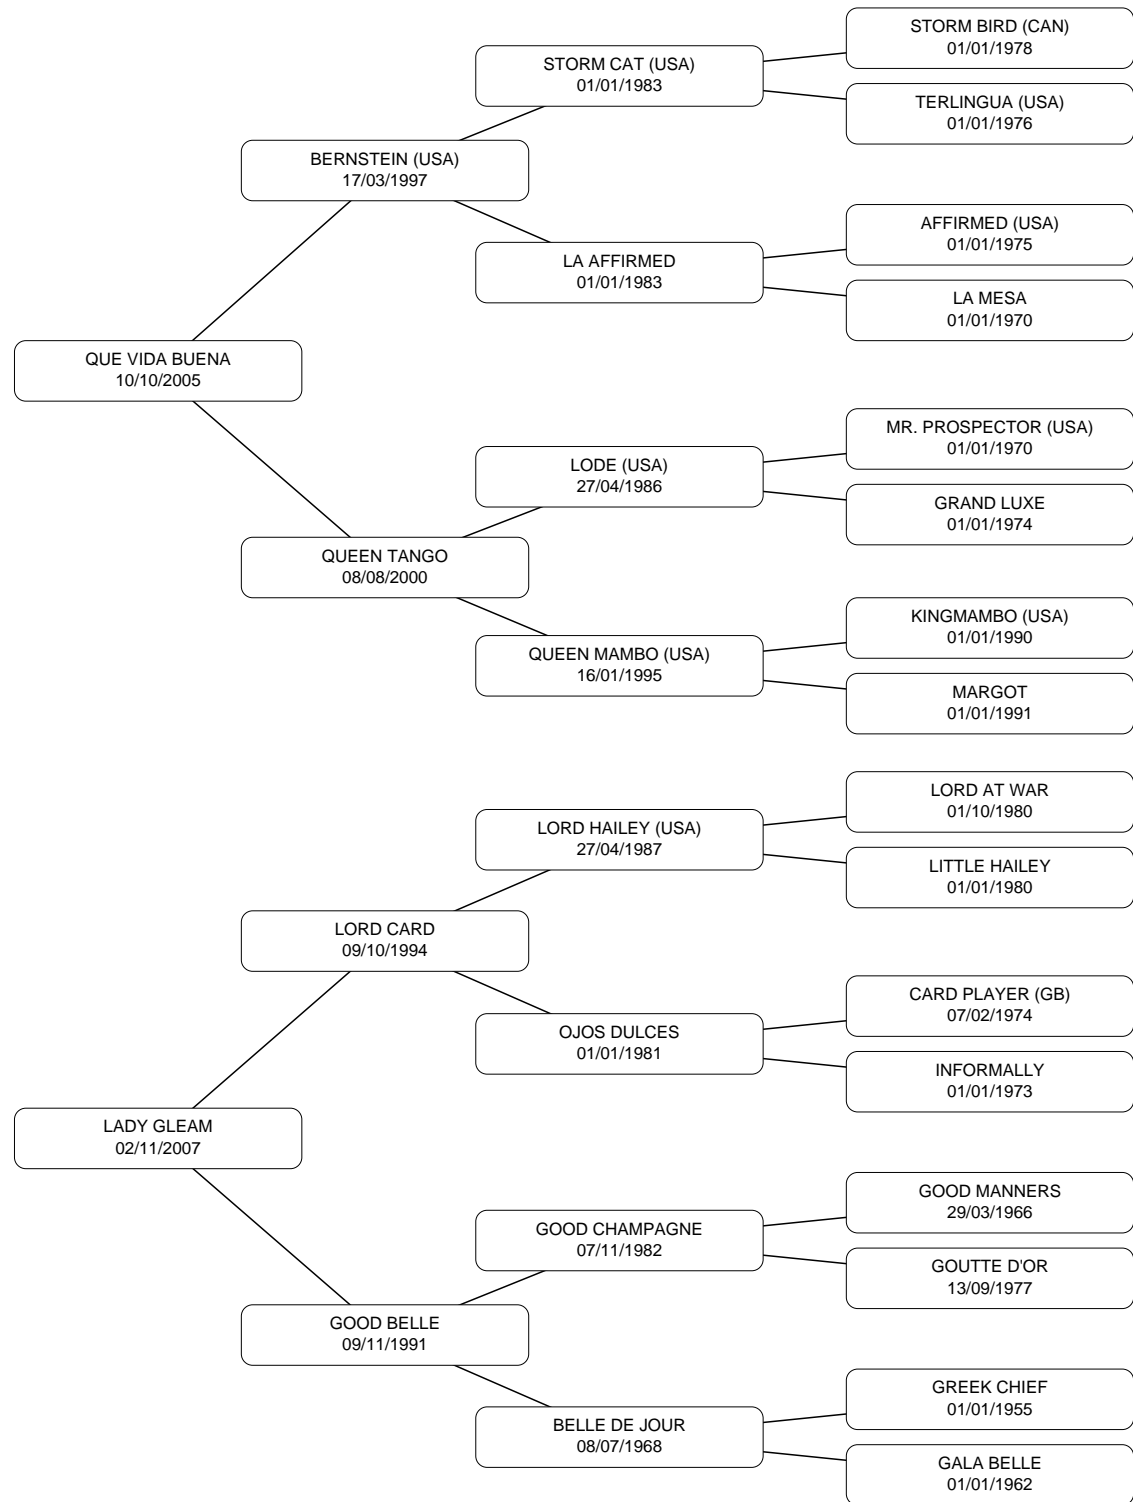 STORM BIRD (CAN)
01/01/1978
STORM CAT (USA)
01/01/1983
TERLINGUA (USA)
01/01/1976
BERNSTEIN (USA)
17/03/1997
AFFIRMED (USA)
01/01/1975
LA AFFIRMED
01/01/1983
LA MESA
01/01/1970
QUE VIDA BUENA
10/10/2005
MR. PROSPECTOR (USA)
01/01/1970
LODE (USA)
27/04/1986
GRAND LUXE
01/01/1974
QUEEN TANGO
08/08/2000
KINGMAMBO (USA)
01/01/1990
QUEEN MAMBO (USA)
16/01/1995
MARGOT
01/01/1991
LORD AT WAR
01/10/1980
LORD HAILEY (USA)
27/04/1987
LITTLE HAILEY
01/01/1980
LORD CARD
09/10/1994
CARD PLAYER (GB)
07/02/1974
OJOS DULCES
01/01/1981
INFORMALLY
01/01/1973
LADY GLEAM
02/11/2007
GOOD MANNERS
29/03/1966
GOOD CHAMPAGNE
07/11/1982
GOUTTE D'OR
13/09/1977
GOOD BELLE
09/11/1991
GREEK CHIEF
01/01/1955
BELLE DE JOUR
08/07/1968
GALA BELLE
01/01/1962